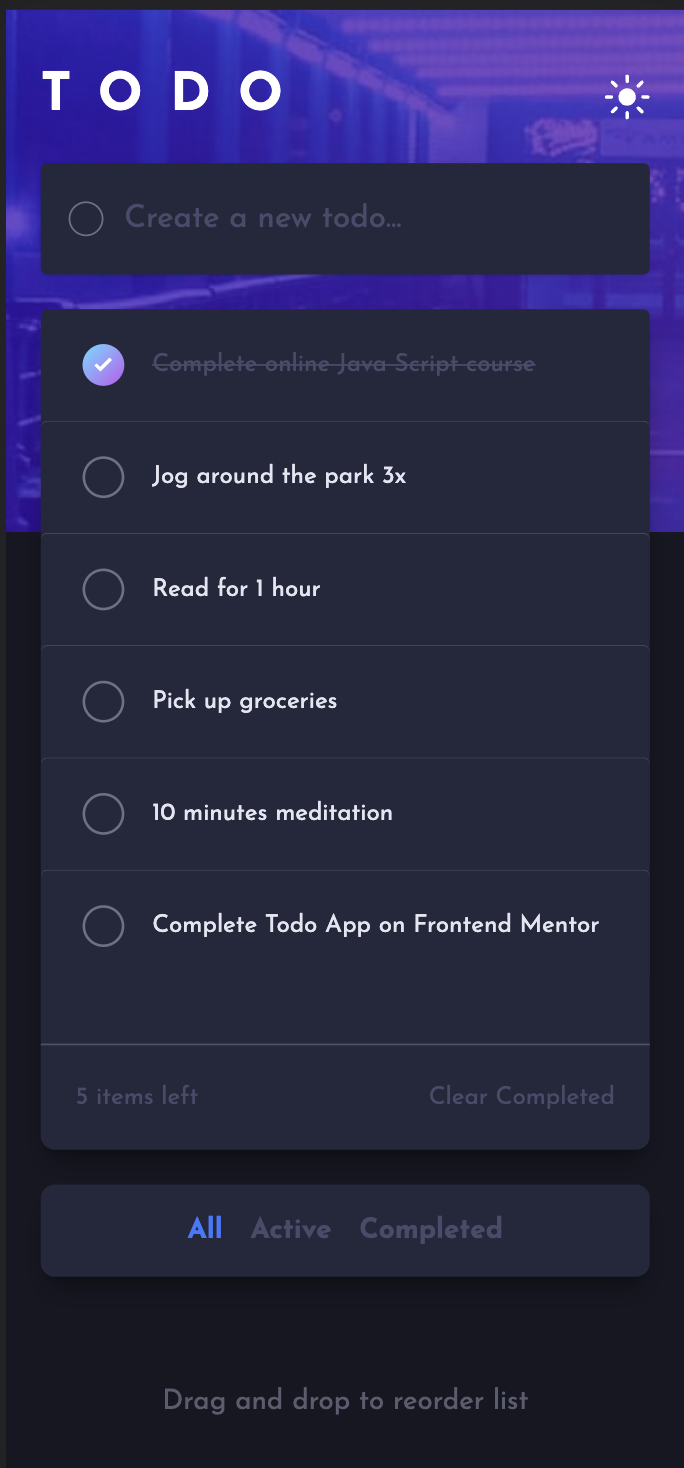 TODO
Create a new todo...
Complete online Java Script course
Jog around the park 3x
Read for 1 hour
Pick up groceries
10 minutes meditation
Complete Todo App on Frontend Mentor
5 items left Clear Completed
All Active Completed
Drag and drop to reorder list